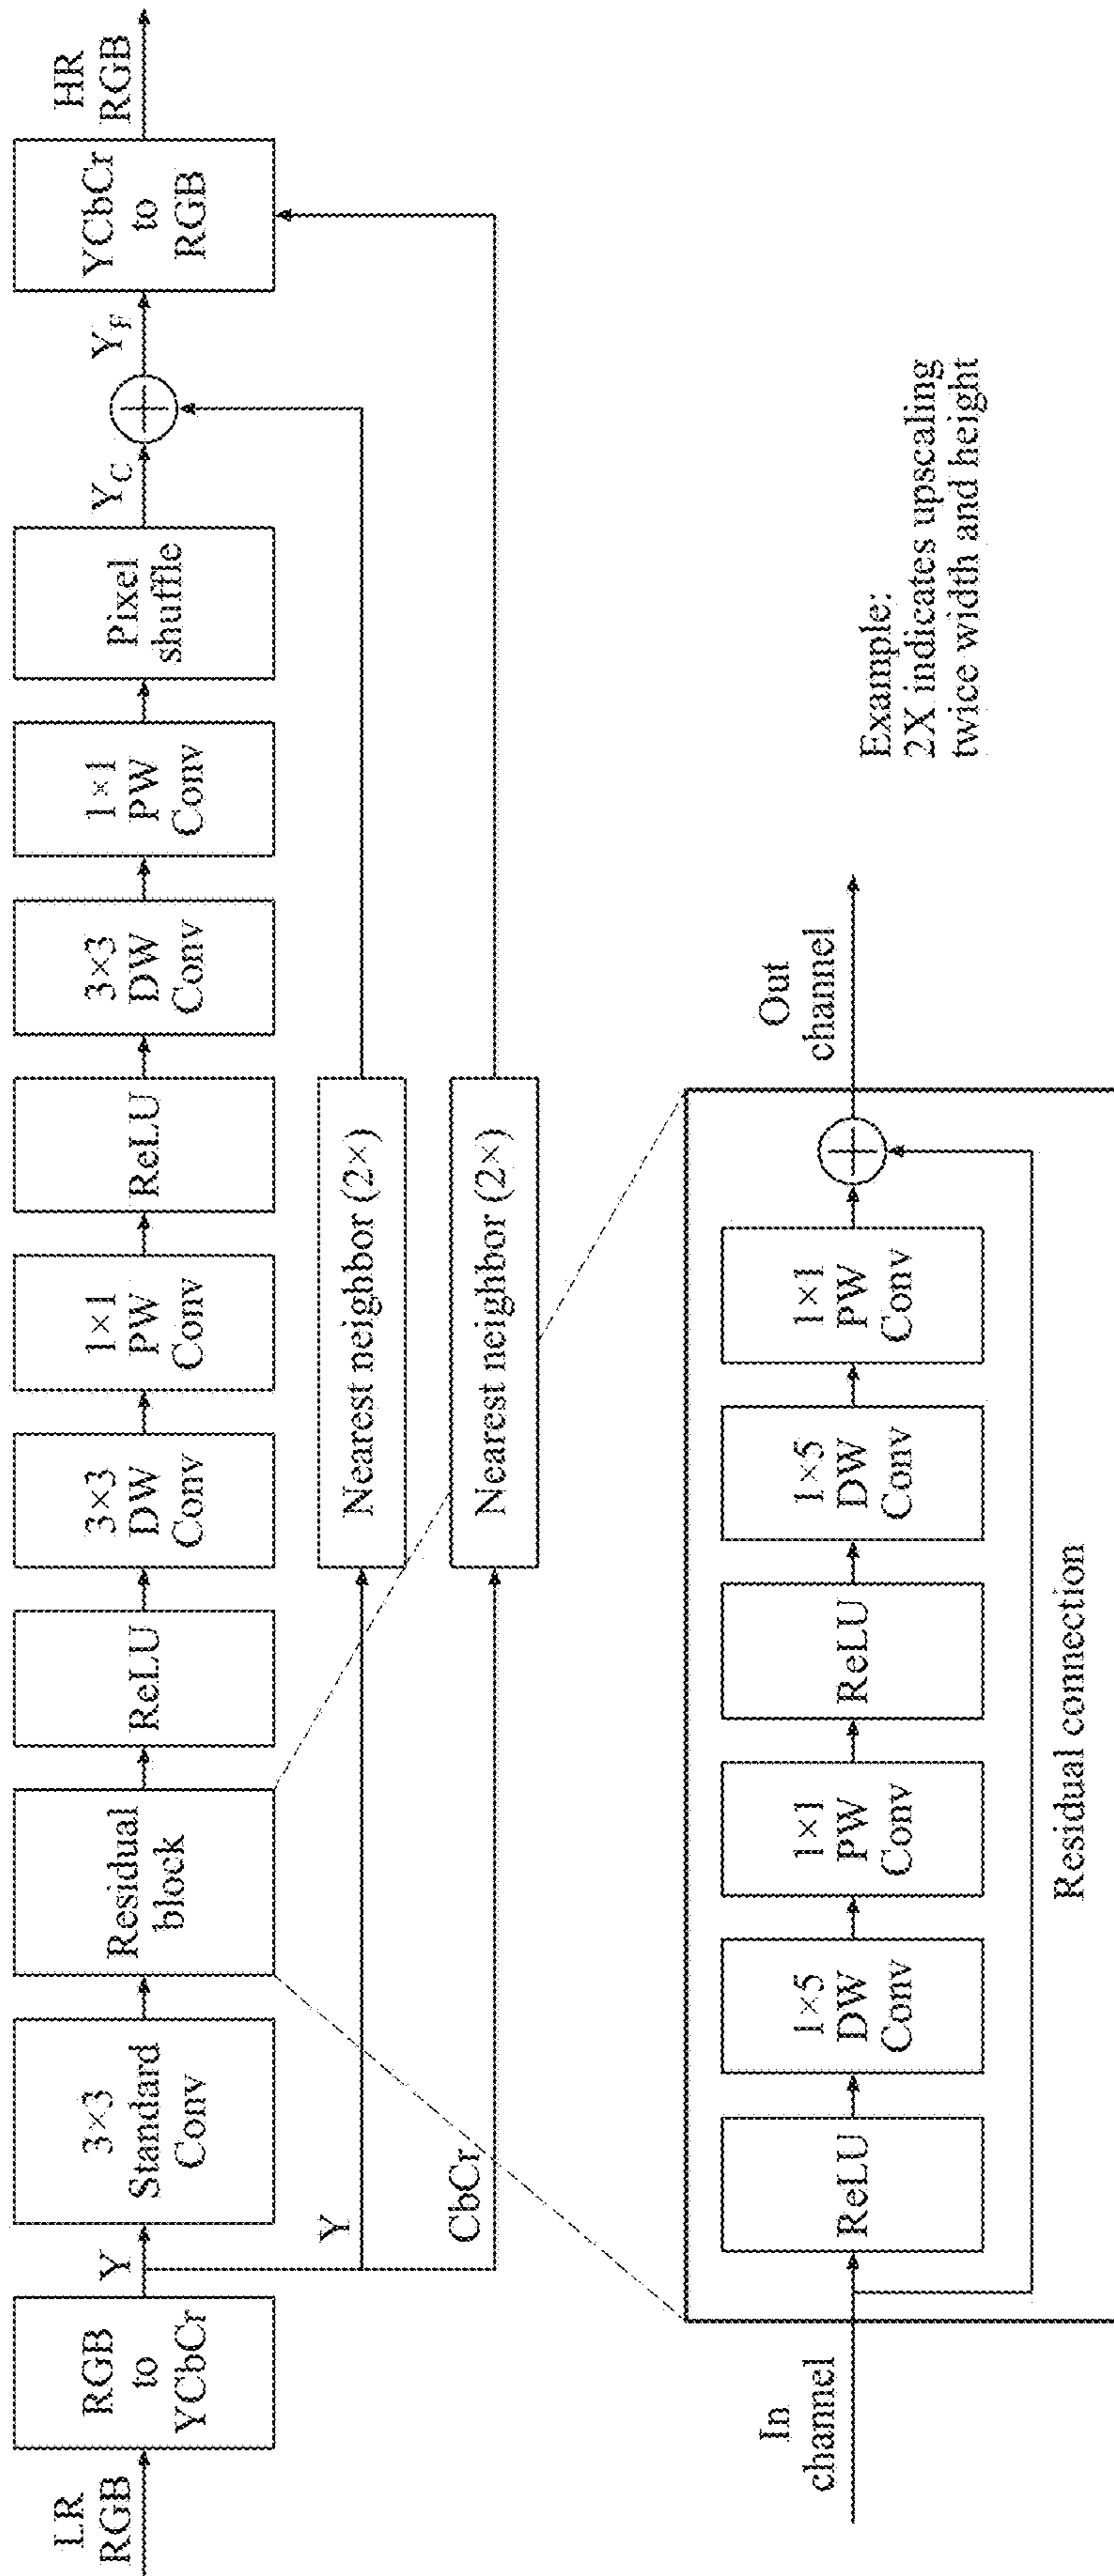 LR
RGB
RGB
to
YCbCr
Y
3×3
Standard
Conv
Residual
block
ReLU
3×3
DW
Conv
1×1
PW
Conv
ReLU
3×3
DW
Conv
1×1
PW
Conv
Pixel
shuffle
Y_C
Y_F
YCbCr
to
RGB
HR
RGB
Y
Nearest neighbor (2×)
CbCr
Nearest neighbor (2×)
In
channel
ReLU
1×5
DW
Conv
1×1
PW
Conv
ReLU
1×5
DW
Conv
1×1
PW
Conv
Out
channel
Residual connection
Example:
2X indicates upscaling
twice width and height